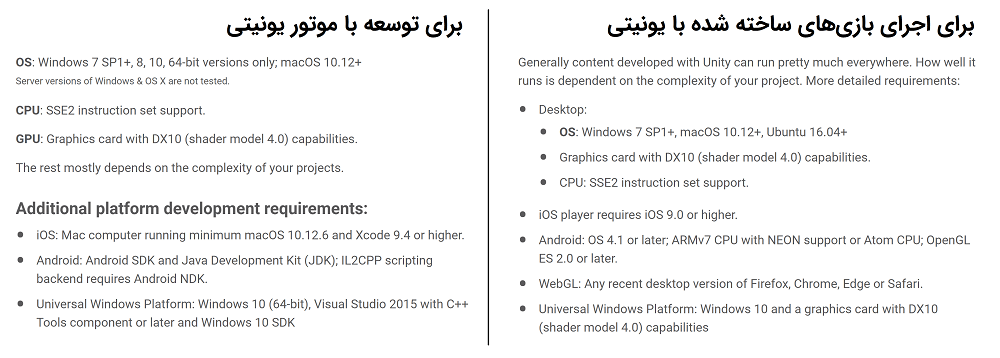 برای توسعه با موتور یونیتی
OS: Windows 7 SP1+, 8, 10, 64-bit versions only; macOS 10.12+
Server versions of Windows & OS X are not tested.
CPU: SSE2 instruction set support.
GPU: Graphics card with DX10 (shader model 4.0) capabilities.
The rest mostly depends on the complexity of your projects.
Additional platform development requirements:
• iOS: Mac computer running minimum macOS 10.12.6 and Xcode 9.4 or higher.
• Android: Android SDK and Java Development Kit (JDK); IL2CPP scripting
backend requires Android NDK.
• Universal Windows Platform: Windows 10 (64-bit), Visual Studio 2015 with C++
Tools component or later and Windows 10 SDK
برای اجرای بازی‌های ساخته شده با یونیتی
Generally content developed with Unity can run pretty much everywhere. How well it
runs is dependent on the complexity of your project. More detailed requirements:
• Desktop:
• OS: Windows 7 SP1+, macOS 10.12+, Ubuntu 16.04+
• Graphics card with DX10 (shader model 4.0) capabilities.
• CPU: SSE2 instruction set support.
• iOS player requires iOS 9.0 or higher.
• Android: OS 4.1 or later; ARMv7 CPU with NEON support or Atom CPU; OpenGL
ES 2.0 or later.
• WebGL: Any recent desktop version of Firefox, Chrome, Edge or Safari.
• Universal Windows Platform: Windows 10 and a graphics card with DX10
(shader model 4.0) capabilities